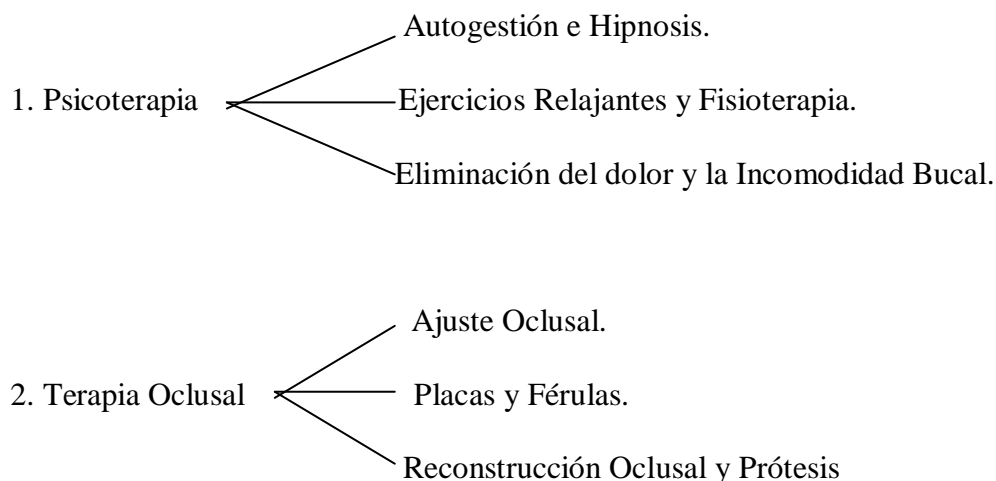 Autogestión e Hipnosis.
1. Psicoterapia
Ejercicios Relajantes y Fisioterapia.
Eliminación del dolor y la Incomodidad Bucal.
Ajuste Oclusal.
2. Terapia Oclusal
Placas y Férulas.
Reconstrucción Oclusal y Prótesis